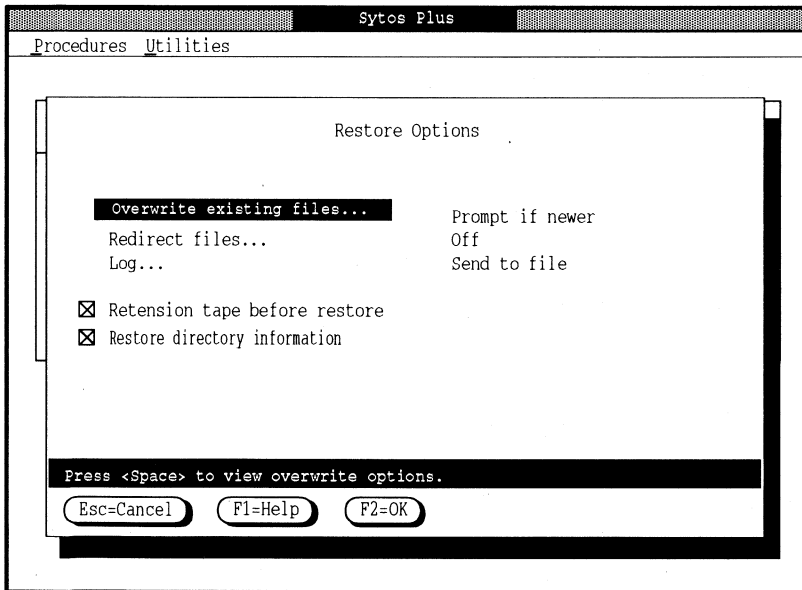 Sytos Plus
Procedures Utilities
Restore Options
Overwrite existing files... Prompt if newer
Redirect files... Off
Log... Send to file
Retension tape before restore
Restore directory information
Press <Space> to view overwrite options.
Esc=Cancel F1=Help F2=OK